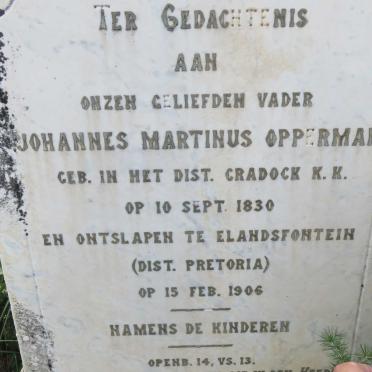 TER GEDACHTENIS
AAN
ONZEN GELIEFDEN VADER
JOHANNES MARTINUS OPPERMAN
GEB. IN HET DIST. CRADOCK K.K.
OP 10 SEPT. 1830
EN ONTSLAPEN TE ELANDSFONTEIN
(DIST. PRETORIA)
OP 15 FEB. 1906
NAMENS DE KINDEREN
OPENB. 14, VS. 13.